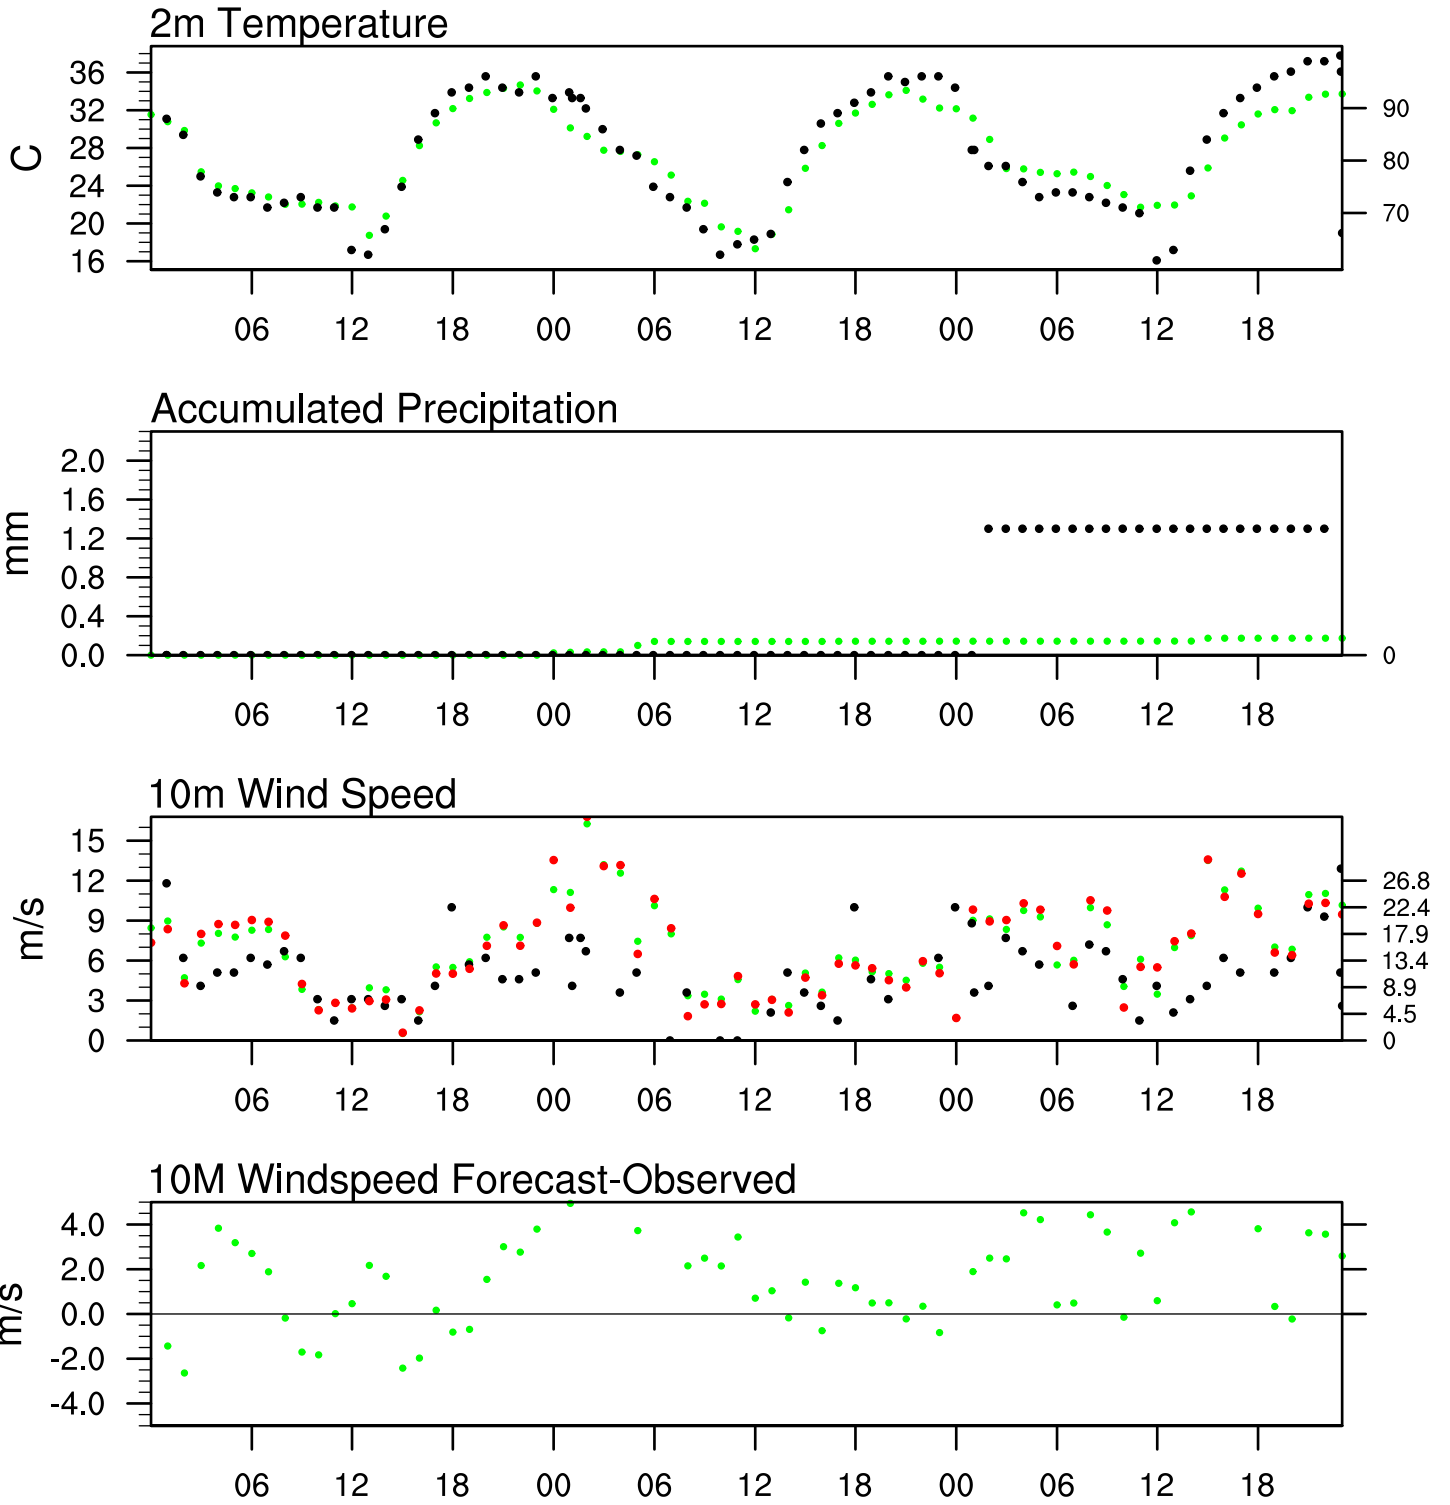 2m Temperature
36
32
28
24
20
16
C
90
80
70
06 12 18 00 06 12 18 00 06 12 18
Accumulated Precipitation
2.0
1.6
1.2
0.8
0.4
0.0
mm
0
06 12 18 00 06 12 18 00 06 12 18
10m Wind Speed
15
12
9
6
3
0
m/s
26.8
22.4
17.9
13.4
8.9
4.5
0
06 12 18 00 06 12 18 00 06 12 18
10M Windspeed Forecast-Observed
4.0
2.0
0.0
-2.0
-4.0
m/s
06 12 18 00 06 12 18 00 06 12 18